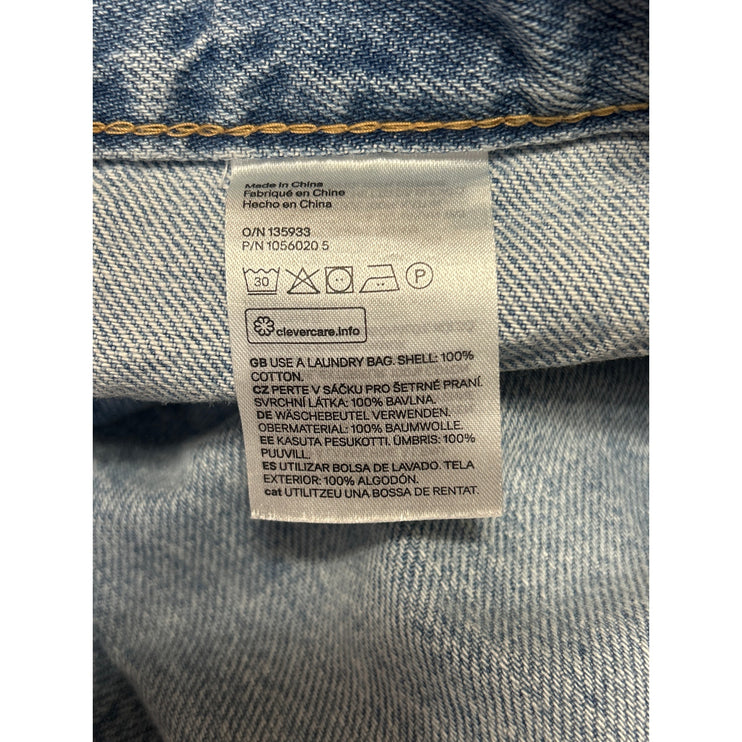 Made in China
Fabriqué en Chine
Hecho en China
O/N 135933
P/N 1056020 5
30 P
clevercare.info
GB USE A LAUNDRY BAG. SHELL: 100%
COTTON.
CZ PERTE V SÁČKU PRO ŠETRNÉ PRANÍ.
SVRCHNÍ LÁTKA: 100% BAVLNA.
DE WÄSCHEBEUTEL VERWENDEN.
OBERMATERIAL: 100% BAUMWOLLE.
EE KASUTA PESUKOTTI. ÜMBRIS: 100%
PUUVILL.
ES UTILIZAR BOLSA DE LAVADO. TELA
EXTERIOR: 100% ALGODÓN.
cat UTILITZEU UNA BOSSA DE RENTAT.